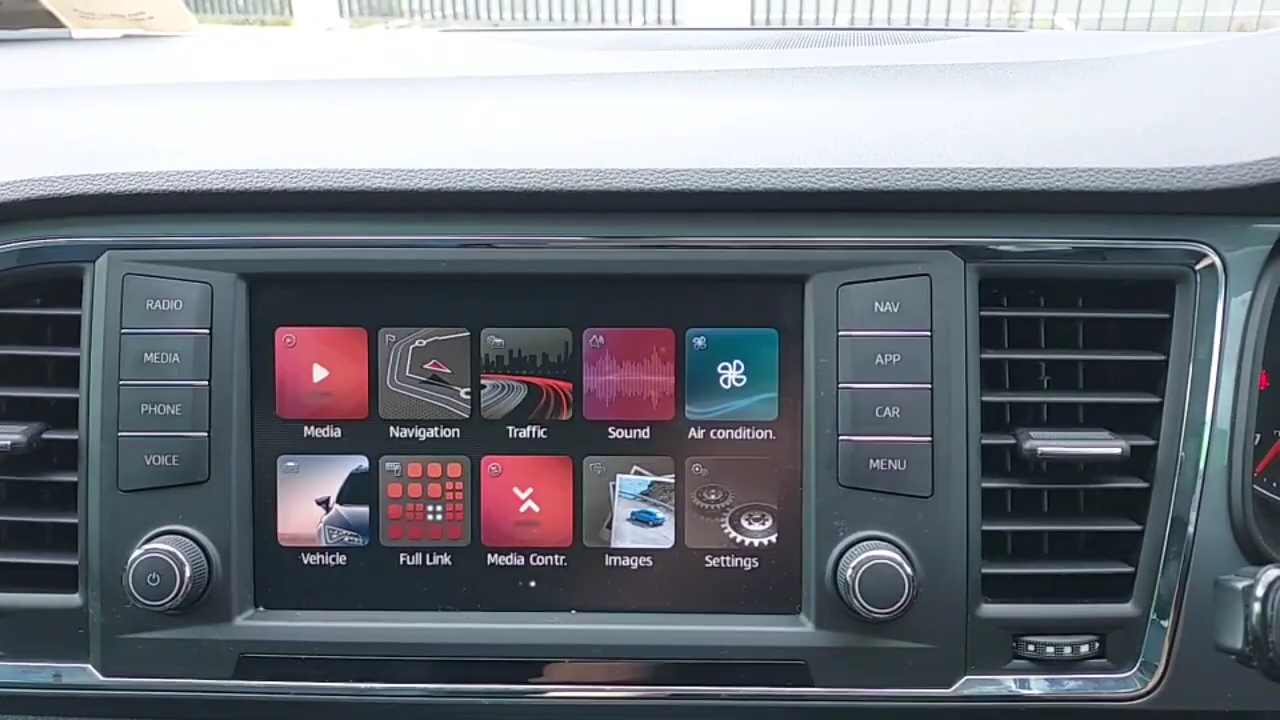 RADIO
MEDIA
PHONE
VOICE
Media
Navigation
Traffic
Sound
Air condition.
Vehicle
Full Link
Media Contr.
Images
Settings
NAV
APP
CAR
MENU